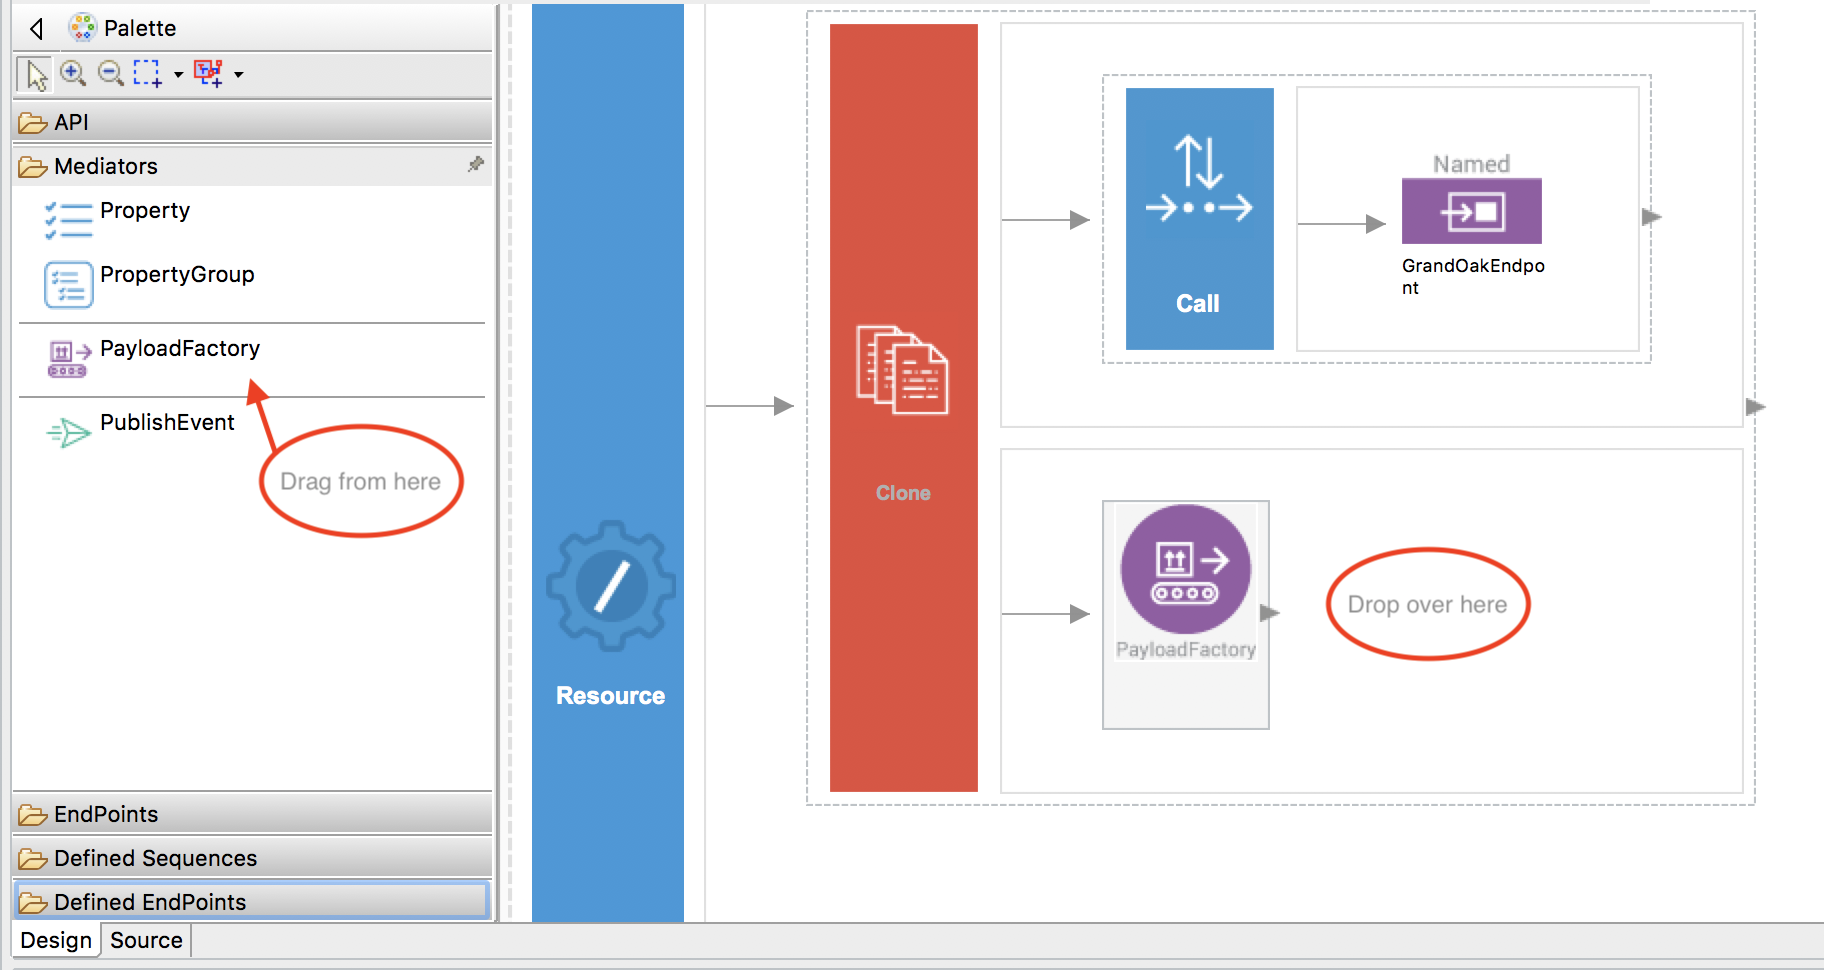 Palette
API
Mediators
Property
PropertyGroup
PayloadFactory
PublishEvent
Drag from here
EndPoints
Defined Sequences
Defined EndPoints
Design
Source
Resource
Clone
Call
Named
GrandOakEndpo
nt
PayloadFactory
Drop over here